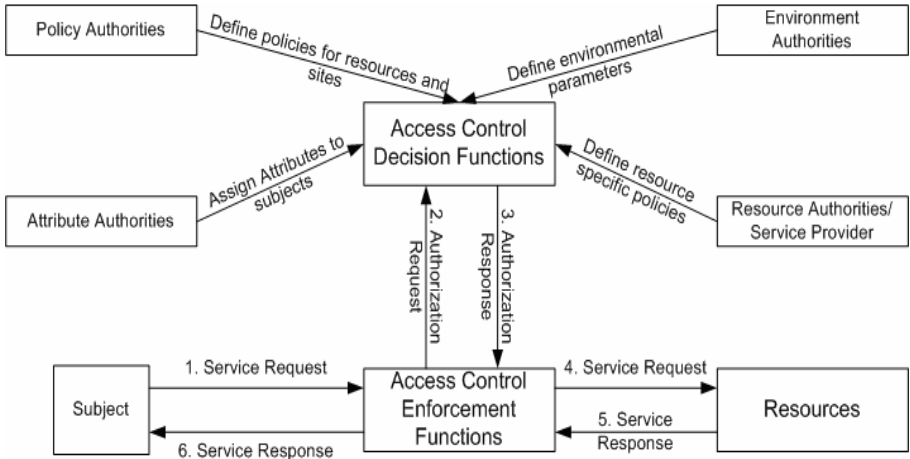 Policy Authorities
Define policies for resources and
sites
Environment
Authorities
Define environmental
parameters
Access Control
Decision Functions
Assign Attributes to
subjects
Attribute Authorities
Define resource
specific policies
Resource Authorities/
Service Provider
2. Authorization
Request
3. Authorization
Response
Subject
1. Service Request
6. Service Response
Access Control
Enforcement
Functions
4. Service Request
5. Service
Response
Resources